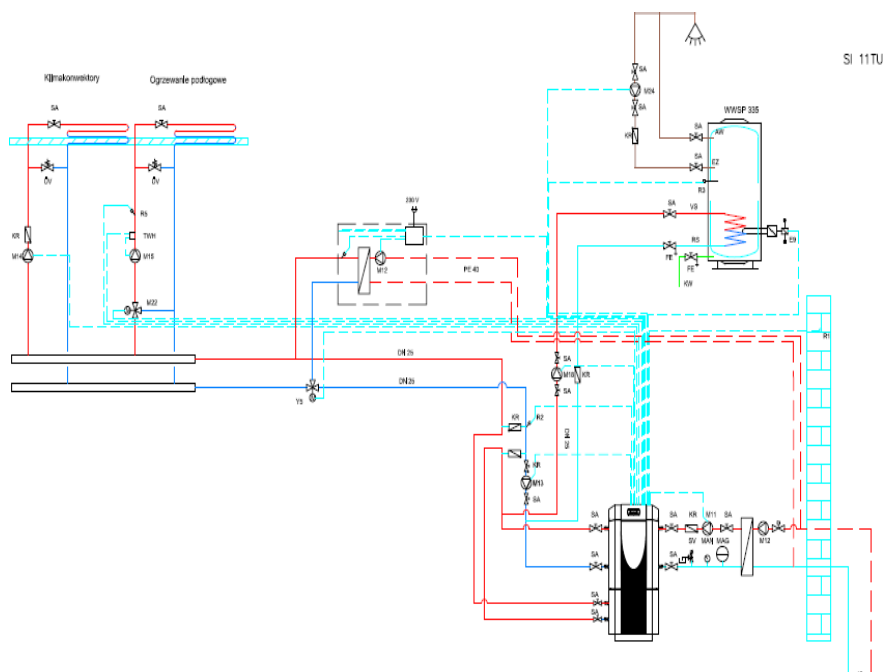 SI 11TU
Klimakonwektory
Ogrzewanie podłogowe
SA
SA
SA
M24
SA
KR
WWSP 335
SA
AW
SA
EZ
R3
ÜV
ÜV
230 V
SA
VB
RS
E9
FE
FE
KW
R5
KR
TWH
M14
M15
M12
PE 40
M22
R1
DN 25
DN 25
Y5
SA
M18
KR
SA
KR
R2
DN 25
KR
M13
SA
SA
SA
KR
M11
SA
SV
MAN
MAG
M12
SA
SA
SA
SA